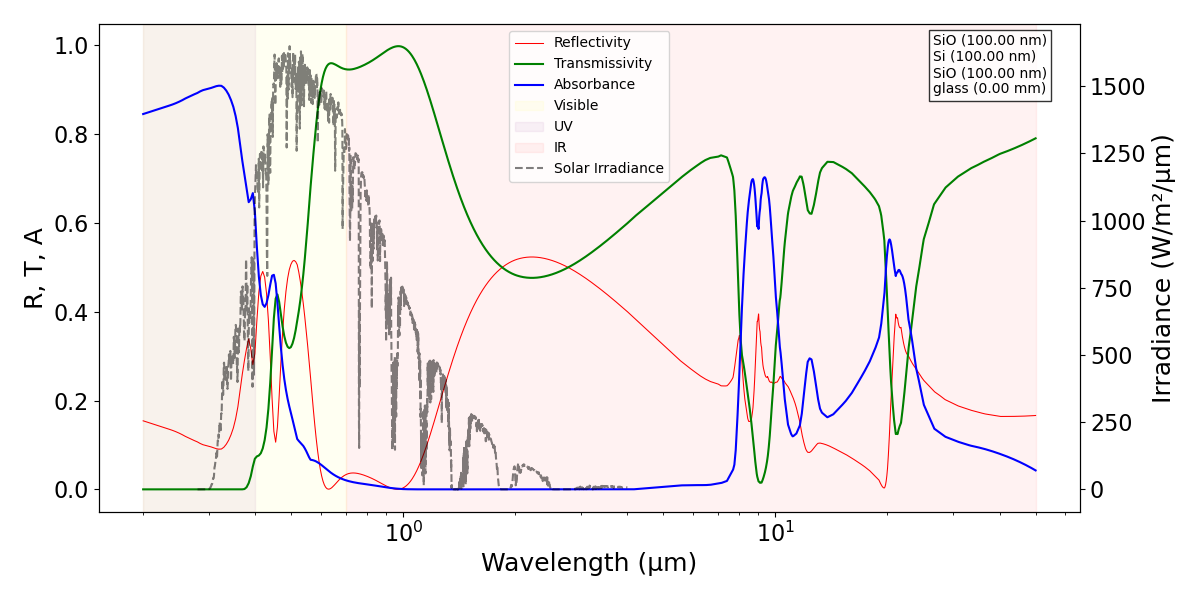 Reflectivity
Transmissivity
Absorbance
Visible
UV
IR
Solar Irradiance
SiO (100.00 nm)
Si (100.00 nm)
SiO (100.00 nm)
glass (0.00 mm)
R, T, A
1.0
0.8
0.6
0.4
0.2
0.0
1500
1250
1000
750
500
250
0
Irradiance (W/m²/μm)
10⁰
10¹
Wavelength (μm)